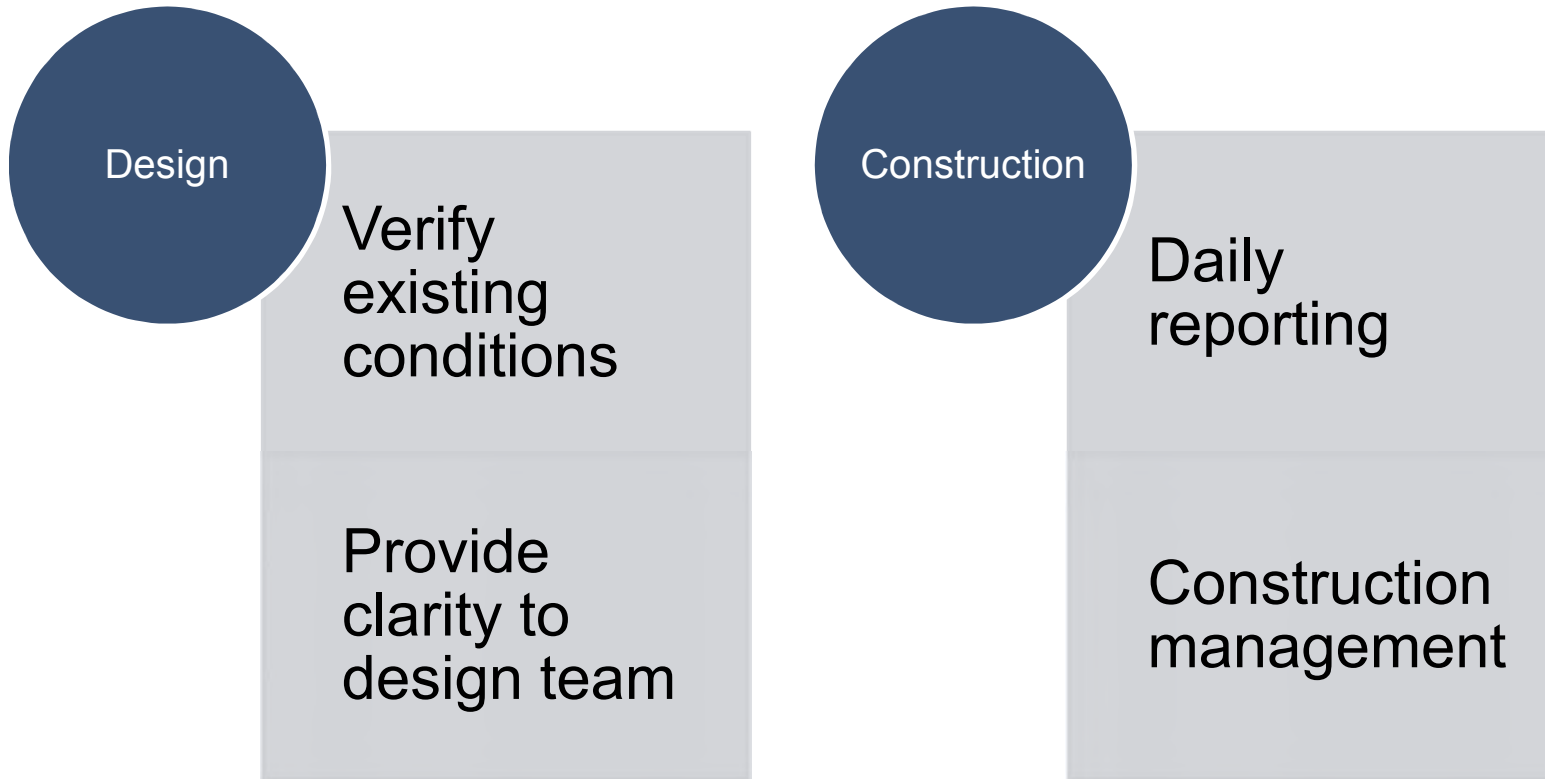 Design
Verify
existing
conditions
Provide
clarity to
design team
Construction
Daily
reporting
Construction
management